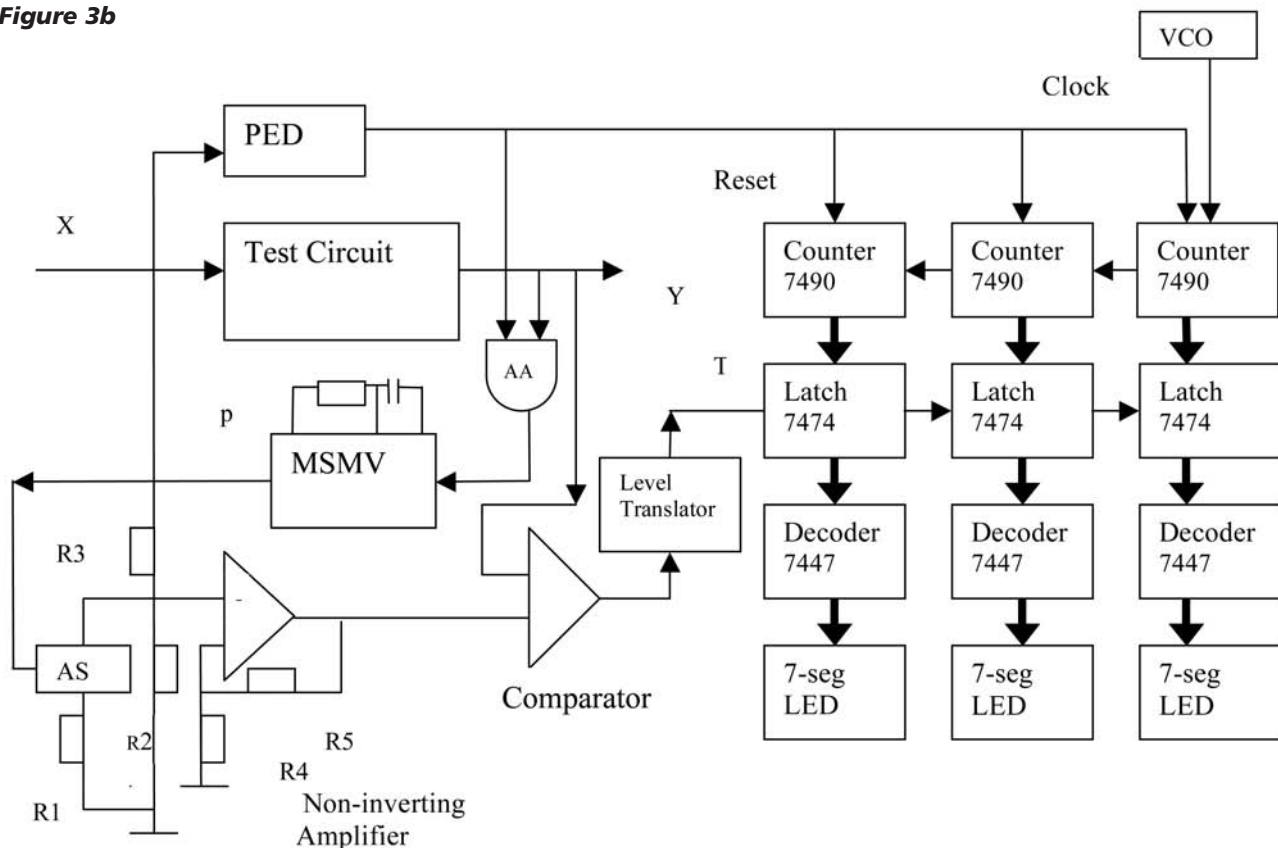 Figure 3b
VCO
Clock
PED
Reset
X
Test Circuit
Counter
7490
Counter
7490
Counter
7490
Y
AA
T
p
MSMV
Latch
7474
Latch
7474
Latch
7474
Level
Translator
Decoder
7447
Decoder
7447
Decoder
7447
R3
-
AS
7-seg
LED
7-seg
LED
7-seg
LED
Comparator
R2
R5
R4
R1
Non-inverting
Amplifier